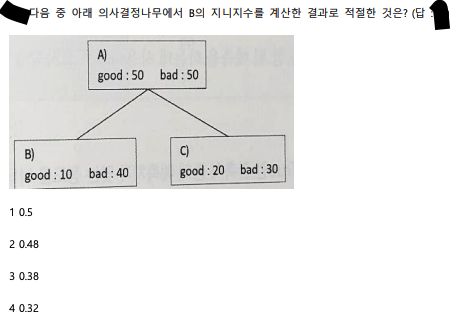 다음 중 아래 의사결정나무에서 B의 지니지수를 계산한 결과로 적절한 것은? (답 :
A)
good : 50 bad : 50
B)
good : 10 bad : 40
C)
good : 20 bad : 30
1 0.5
2 0.48
3 0.38
4 0.32